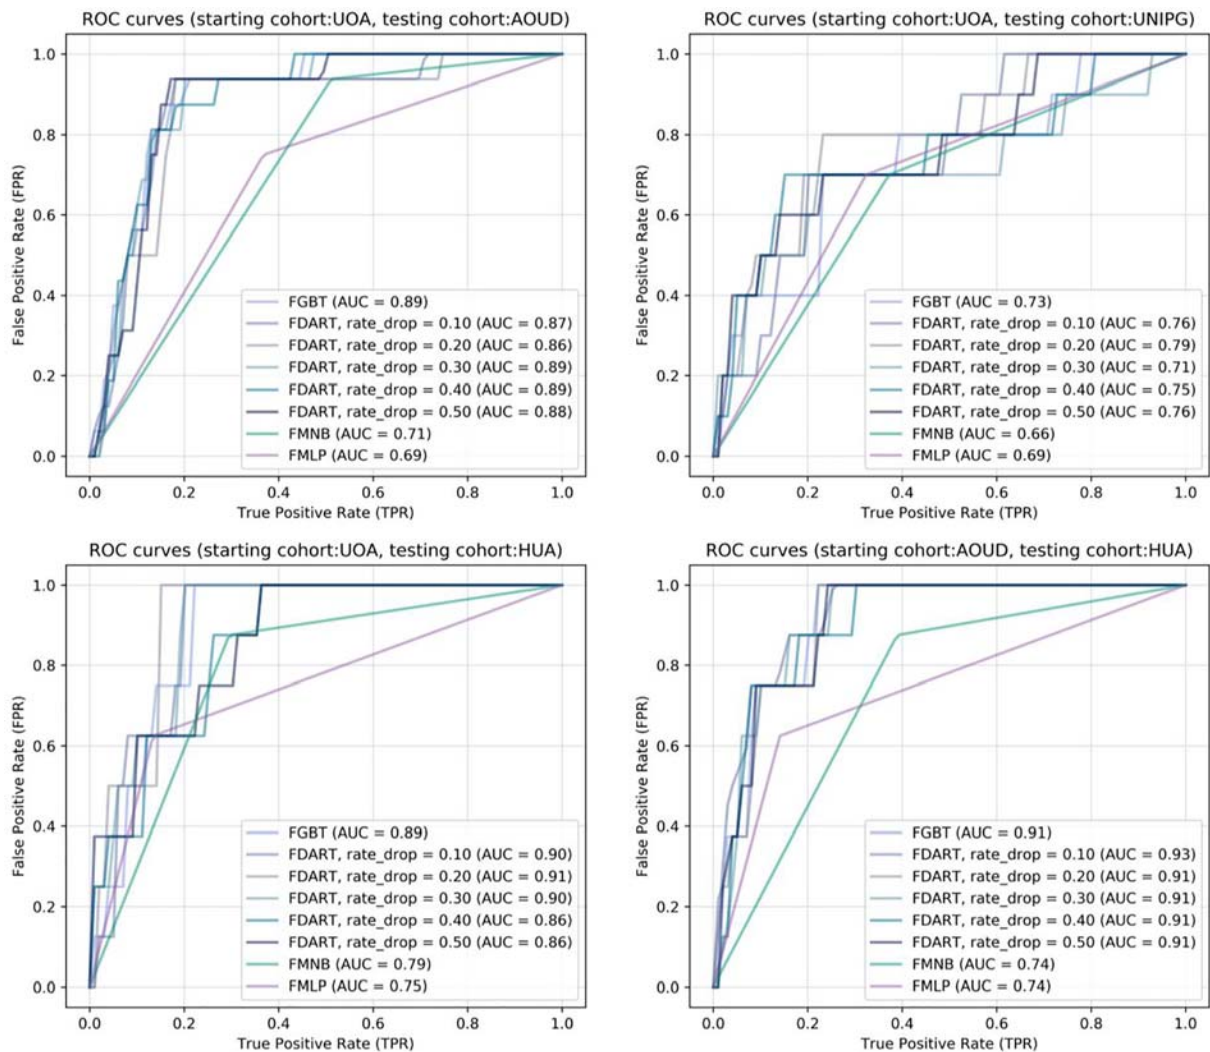 ROC curves (starting cohort:UOA, testing cohort:AOUD)
1.0
0.8
0.6
0.4
0.2
0.0
False Positive Rate (FPR)
FGBT (AUC = 0.89)
FDART, rate_drop = 0.10 (AUC = 0.87)
FDART, rate_drop = 0.20 (AUC = 0.86)
FDART, rate_drop = 0.30 (AUC = 0.89)
FDART, rate_drop = 0.40 (AUC = 0.89)
FDART, rate_drop = 0.50 (AUC = 0.88)
FMNB (AUC = 0.71)
FMLP (AUC = 0.69)
0.0 0.2 0.4 0.6 0.8 1.0
True Positive Rate (TPR)
ROC curves (starting cohort:UOA, testing cohort:UNIPG)
1.0
0.8
0.6
0.4
0.2
0.0
False Positive Rate (FPR)
FGBT (AUC = 0.73)
FDART, rate_drop = 0.10 (AUC = 0.76)
FDART, rate_drop = 0.20 (AUC = 0.79)
FDART, rate_drop = 0.30 (AUC = 0.71)
FDART, rate_drop = 0.40 (AUC = 0.75)
FDART, rate_drop = 0.50 (AUC = 0.76)
FMNB (AUC = 0.66)
FMLP (AUC = 0.69)
0.0 0.2 0.4 0.6 0.8 1.0
True Positive Rate (TPR)
ROC curves (starting cohort:UOA, testing cohort:HUA)
1.0
0.8
0.6
0.4
0.2
0.0
False Positive Rate (FPR)
FGBT (AUC = 0.89)
FDART, rate_drop = 0.10 (AUC = 0.90)
FDART, rate_drop = 0.20 (AUC = 0.91)
FDART, rate_drop = 0.30 (AUC = 0.90)
FDART, rate_drop = 0.40 (AUC = 0.86)
FDART, rate_drop = 0.50 (AUC = 0.86)
FMNB (AUC = 0.79)
FMLP (AUC = 0.75)
0.0 0.2 0.4 0.6 0.8 1.0
True Positive Rate (TPR)
ROC curves (starting cohort:AOUD, testing cohort:HUA)
1.0
0.8
0.6
0.4
0.2
0.0
False Positive Rate (FPR)
FGBT (AUC = 0.91)
FDART, rate_drop = 0.10 (AUC = 0.93)
FDART, rate_drop = 0.20 (AUC = 0.91)
FDART, rate_drop = 0.30 (AUC = 0.91)
FDART, rate_drop = 0.40 (AUC = 0.91)
FDART, rate_drop = 0.50 (AUC = 0.91)
FMNB (AUC = 0.74)
FMLP (AUC = 0.74)
0.0 0.2 0.4 0.6 0.8 1.0
True Positive Rate (TPR)